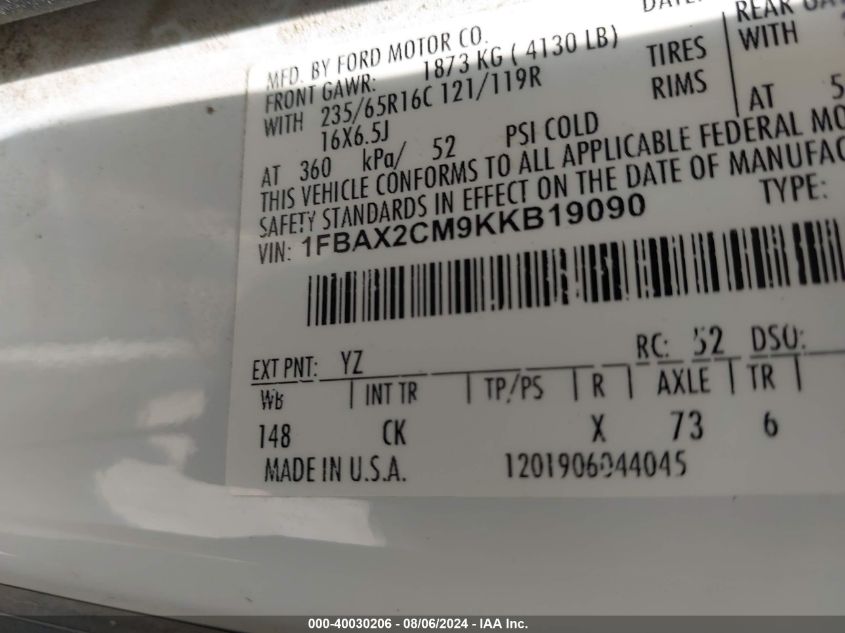 DATE:
MFD. BY FORD MOTOR CO.
FRONT GAWR: 1873 KG ( 4130 LB)
REAR
WITH 235/65R16C 121/119R TIRES
WITH
16X6.5J RIMS
AT 360 kPa/ 52 PSI COLD
AT 5
THIS VEHICLE CONFORMS TO ALL APPLICABLE FEDERAL MO
SAFETY STANDARDS IN EFFECT ON THE DATE OF MANUFAC
VIN: 1FBAX2CM9KKB19090
TYPE:
EXT PNT: YZ RC: 52 DSO:
WB INT TR TP/PS R AXLE TR
148 CK X 73 6
MADE IN U.S.A. 1201906044045
000-40030206 - 08/06/2024 - IAA Inc.